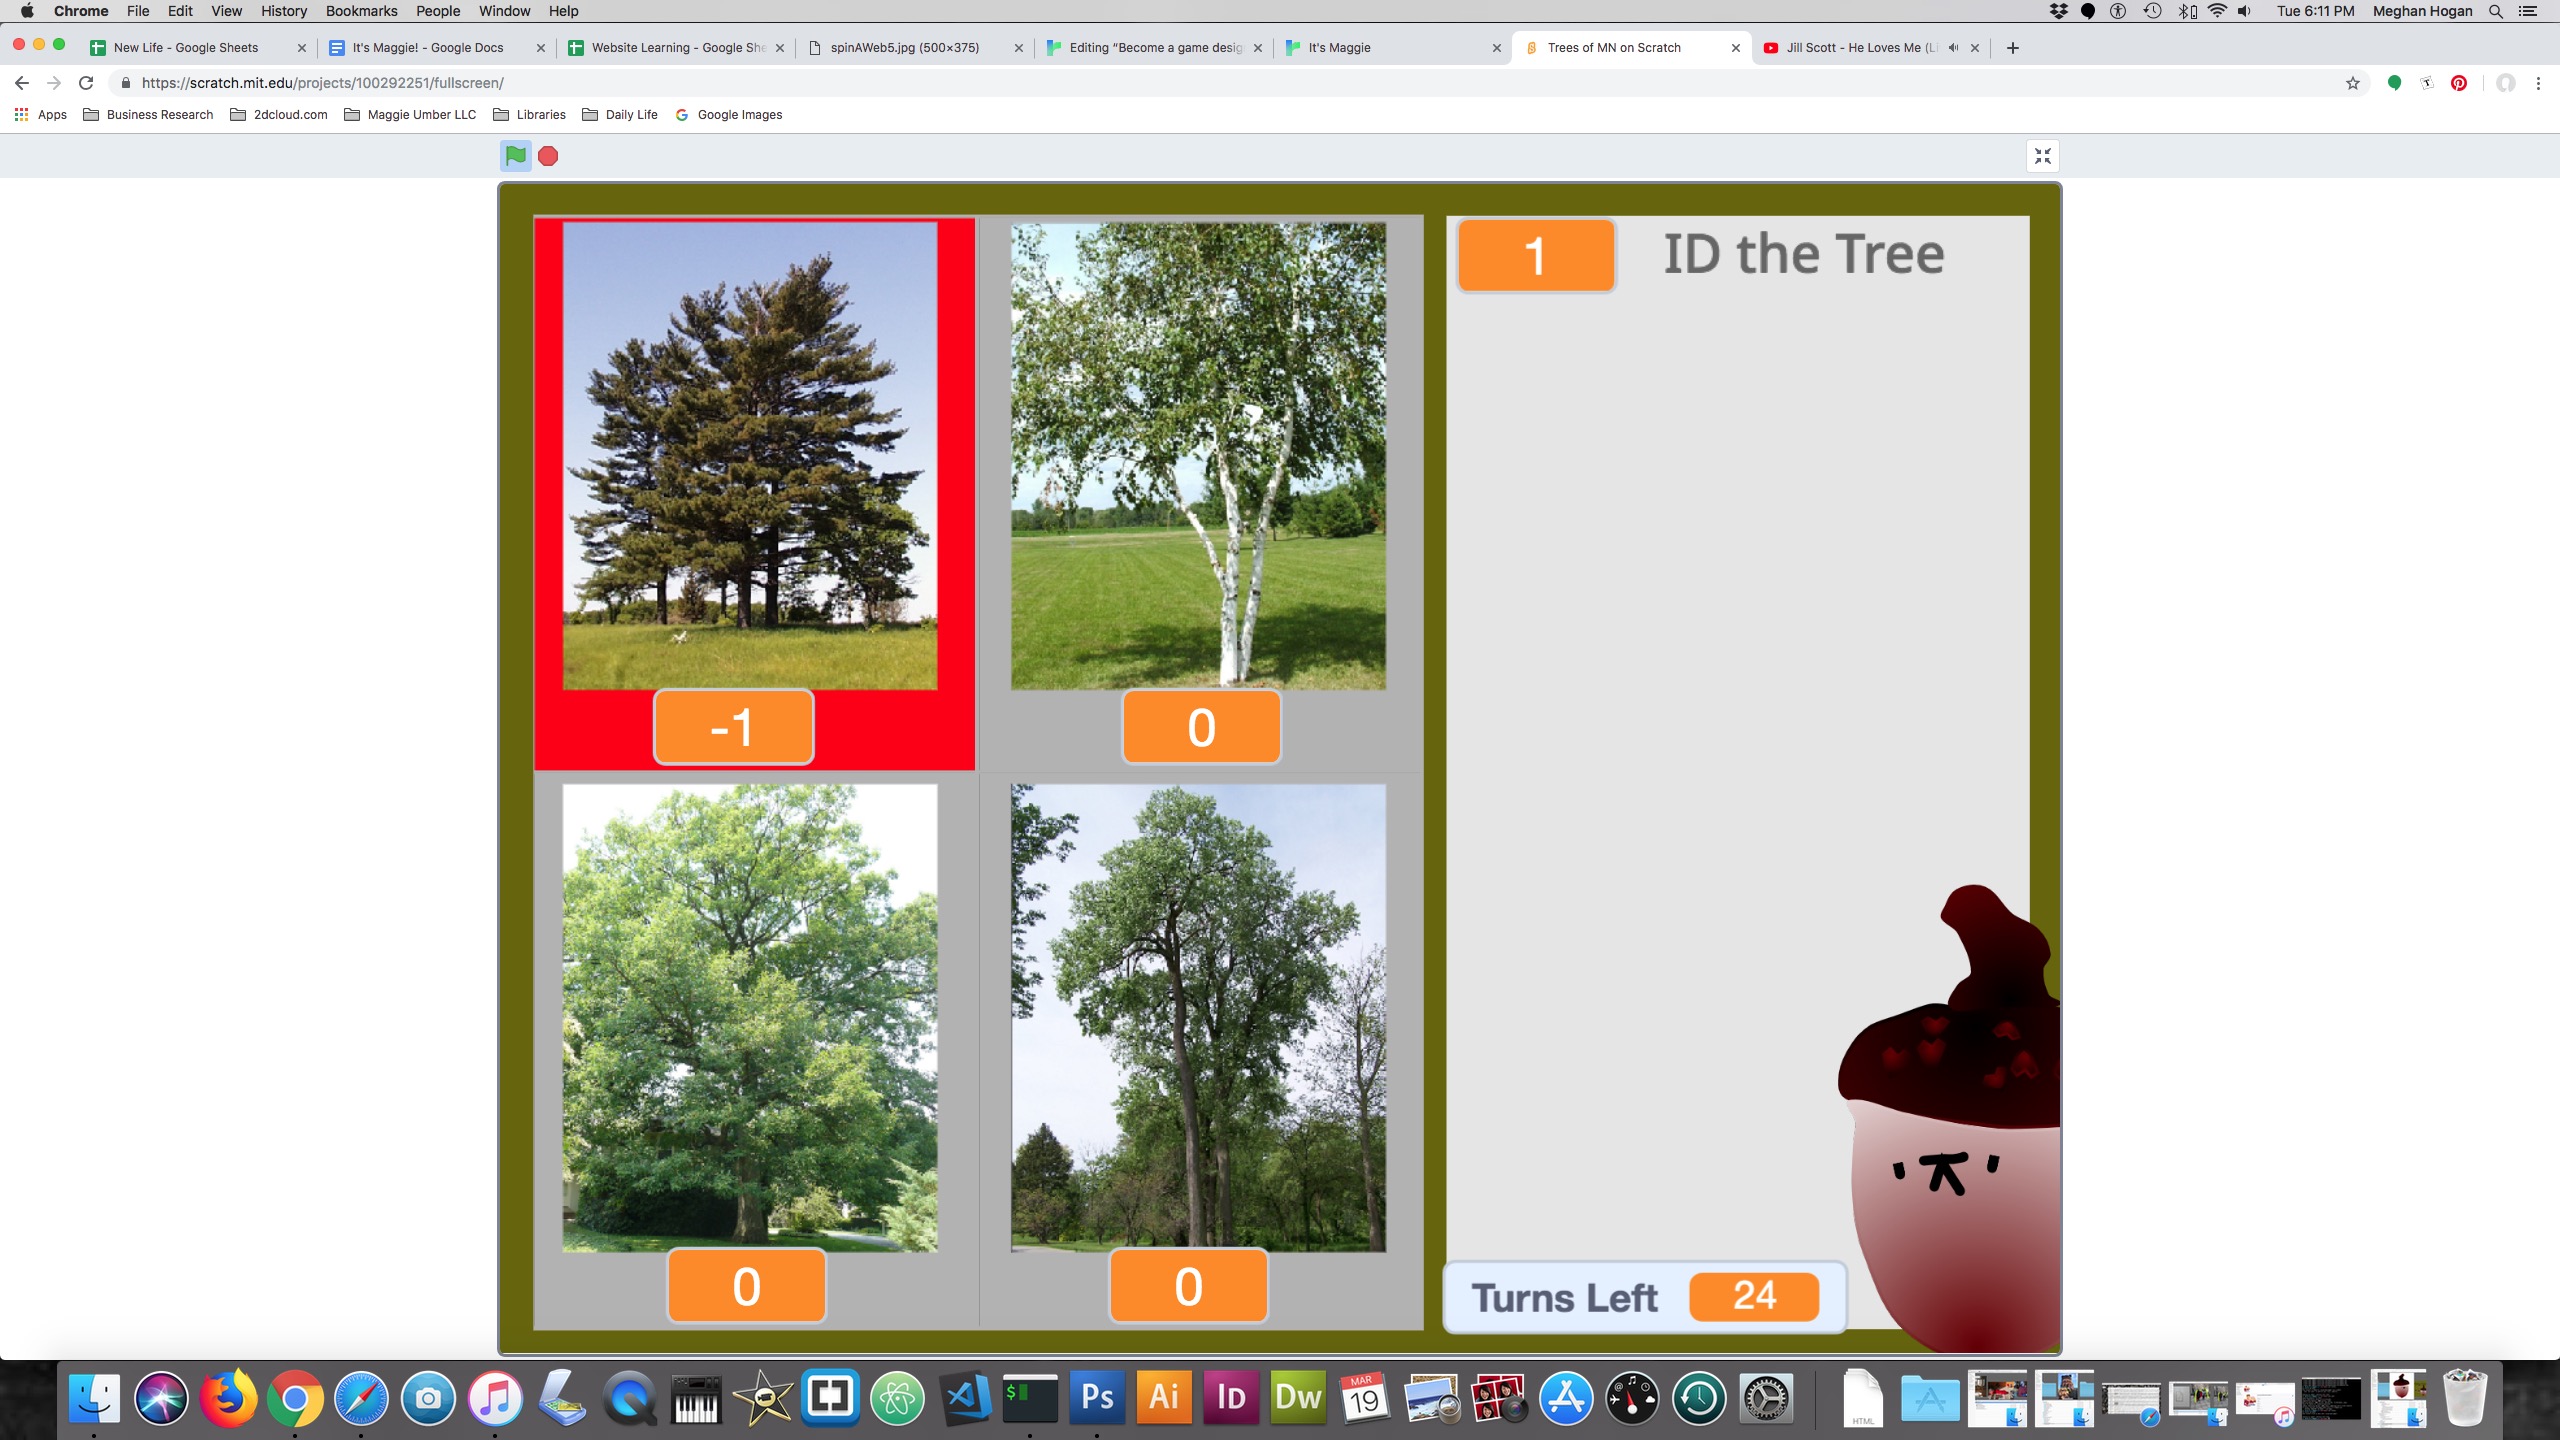 Chrome File Edit View History Bookmarks People Window Help Tue 6:11 PM Meghan Hogan
New Life - Google Sheets It's Maggie! - Google Docs Website Learning - Google She spinAWeb5.jpg (500×375) Editing “Become a game desig It's Maggie Trees of MN on Scratch Jill Scott - He Loves Me (Li
https://scratch.mit.edu/projects/100292251/fullscreen/
Apps Business Research 2dcloud.com Maggie Umber LLC Libraries Daily Life Google Images
1 ID the Tree
-1 0
0 0
Turns Left 24
$ Ps Ai Id Dw MAR 19 HTML